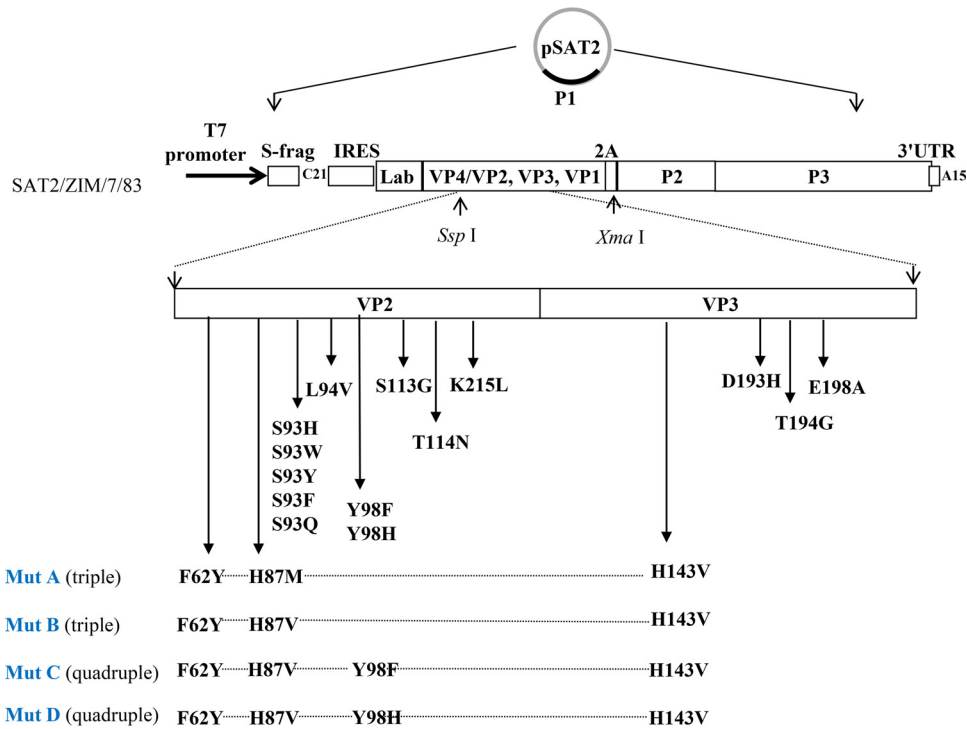 pSAT2
P1
T7
promoter
S-frag
IRES
2A
3'UTR
SAT2/ZIM/7/83
C21
Lab
VP4/VP2, VP3, VP1
P2
P3
A15
Ssp I
Xma I
VP2
VP3
L94V
S113G
K215L
D193H
E198A
T194G
T114N
S93H
S93W
S93Y
S93F
S93Q
Y98F
Y98H
Mut A (triple) F62Y H87M H143V
Mut B (triple) F62Y H87V H143V
Mut C (quadruple) F62Y H87V Y98F H143V
Mut D (quadruple) F62Y H87V Y98H H143V